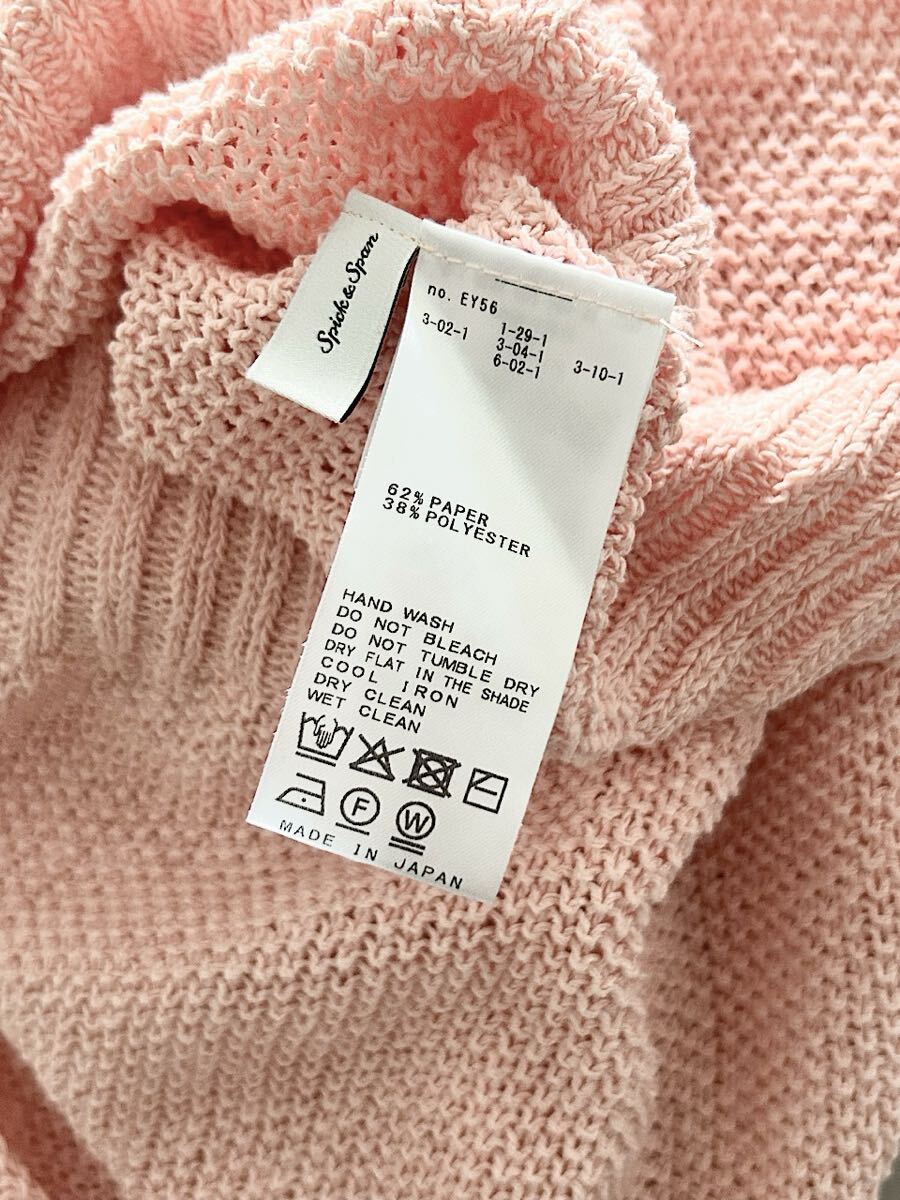 Spick & Span
no. EY56
3-02-1
1-29-1
3-04-1
6-02-1
3-10-1
62% PAPER
38% POLYESTER
HAND WASH
DO NOT BLEACH
DO NOT TUMBLE DRY
DRY FLAT IN THE SHADE
COOL IRON
DRY CLEAN
WET CLEAN
F
W
MADE IN JAPAN